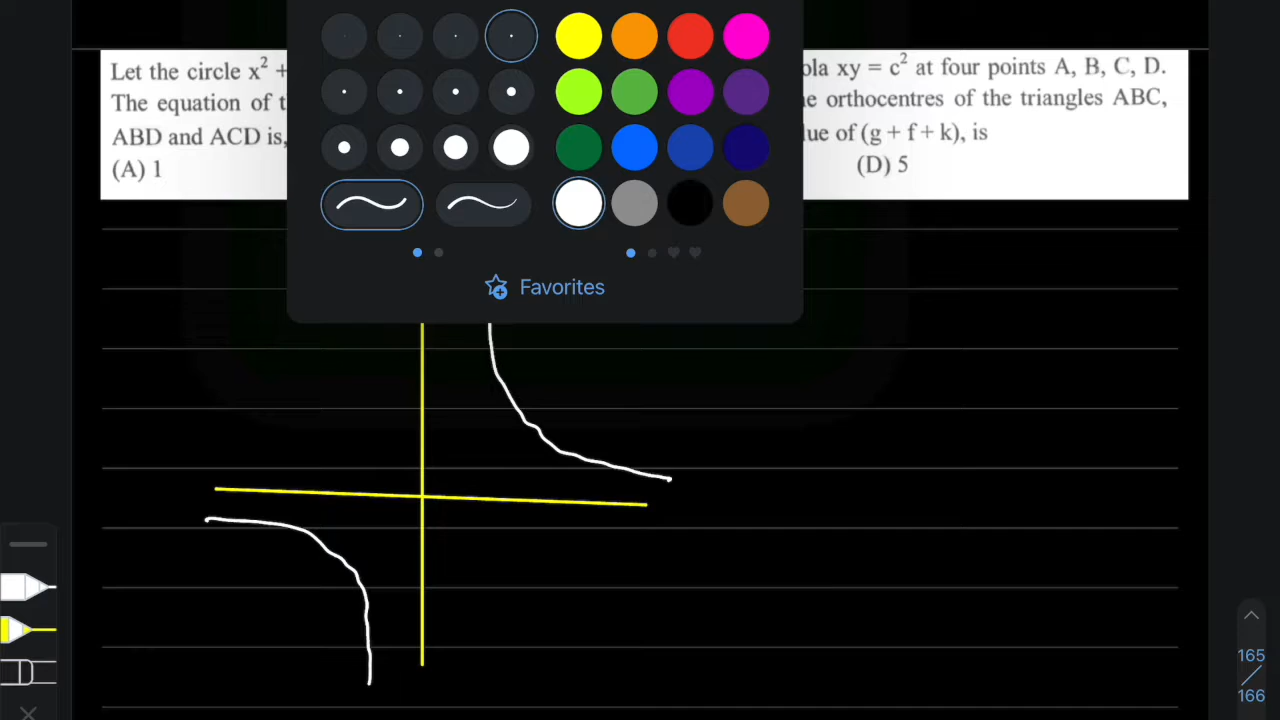 Let the circle x² +
ola xy = c² at four points A, B, C, D.
The equation of t
e orthocentres of the triangles ABC,
ABD and ACD is,
lue of (g + f + k), is
(A) 1
(D) 5
Favorites
165
166